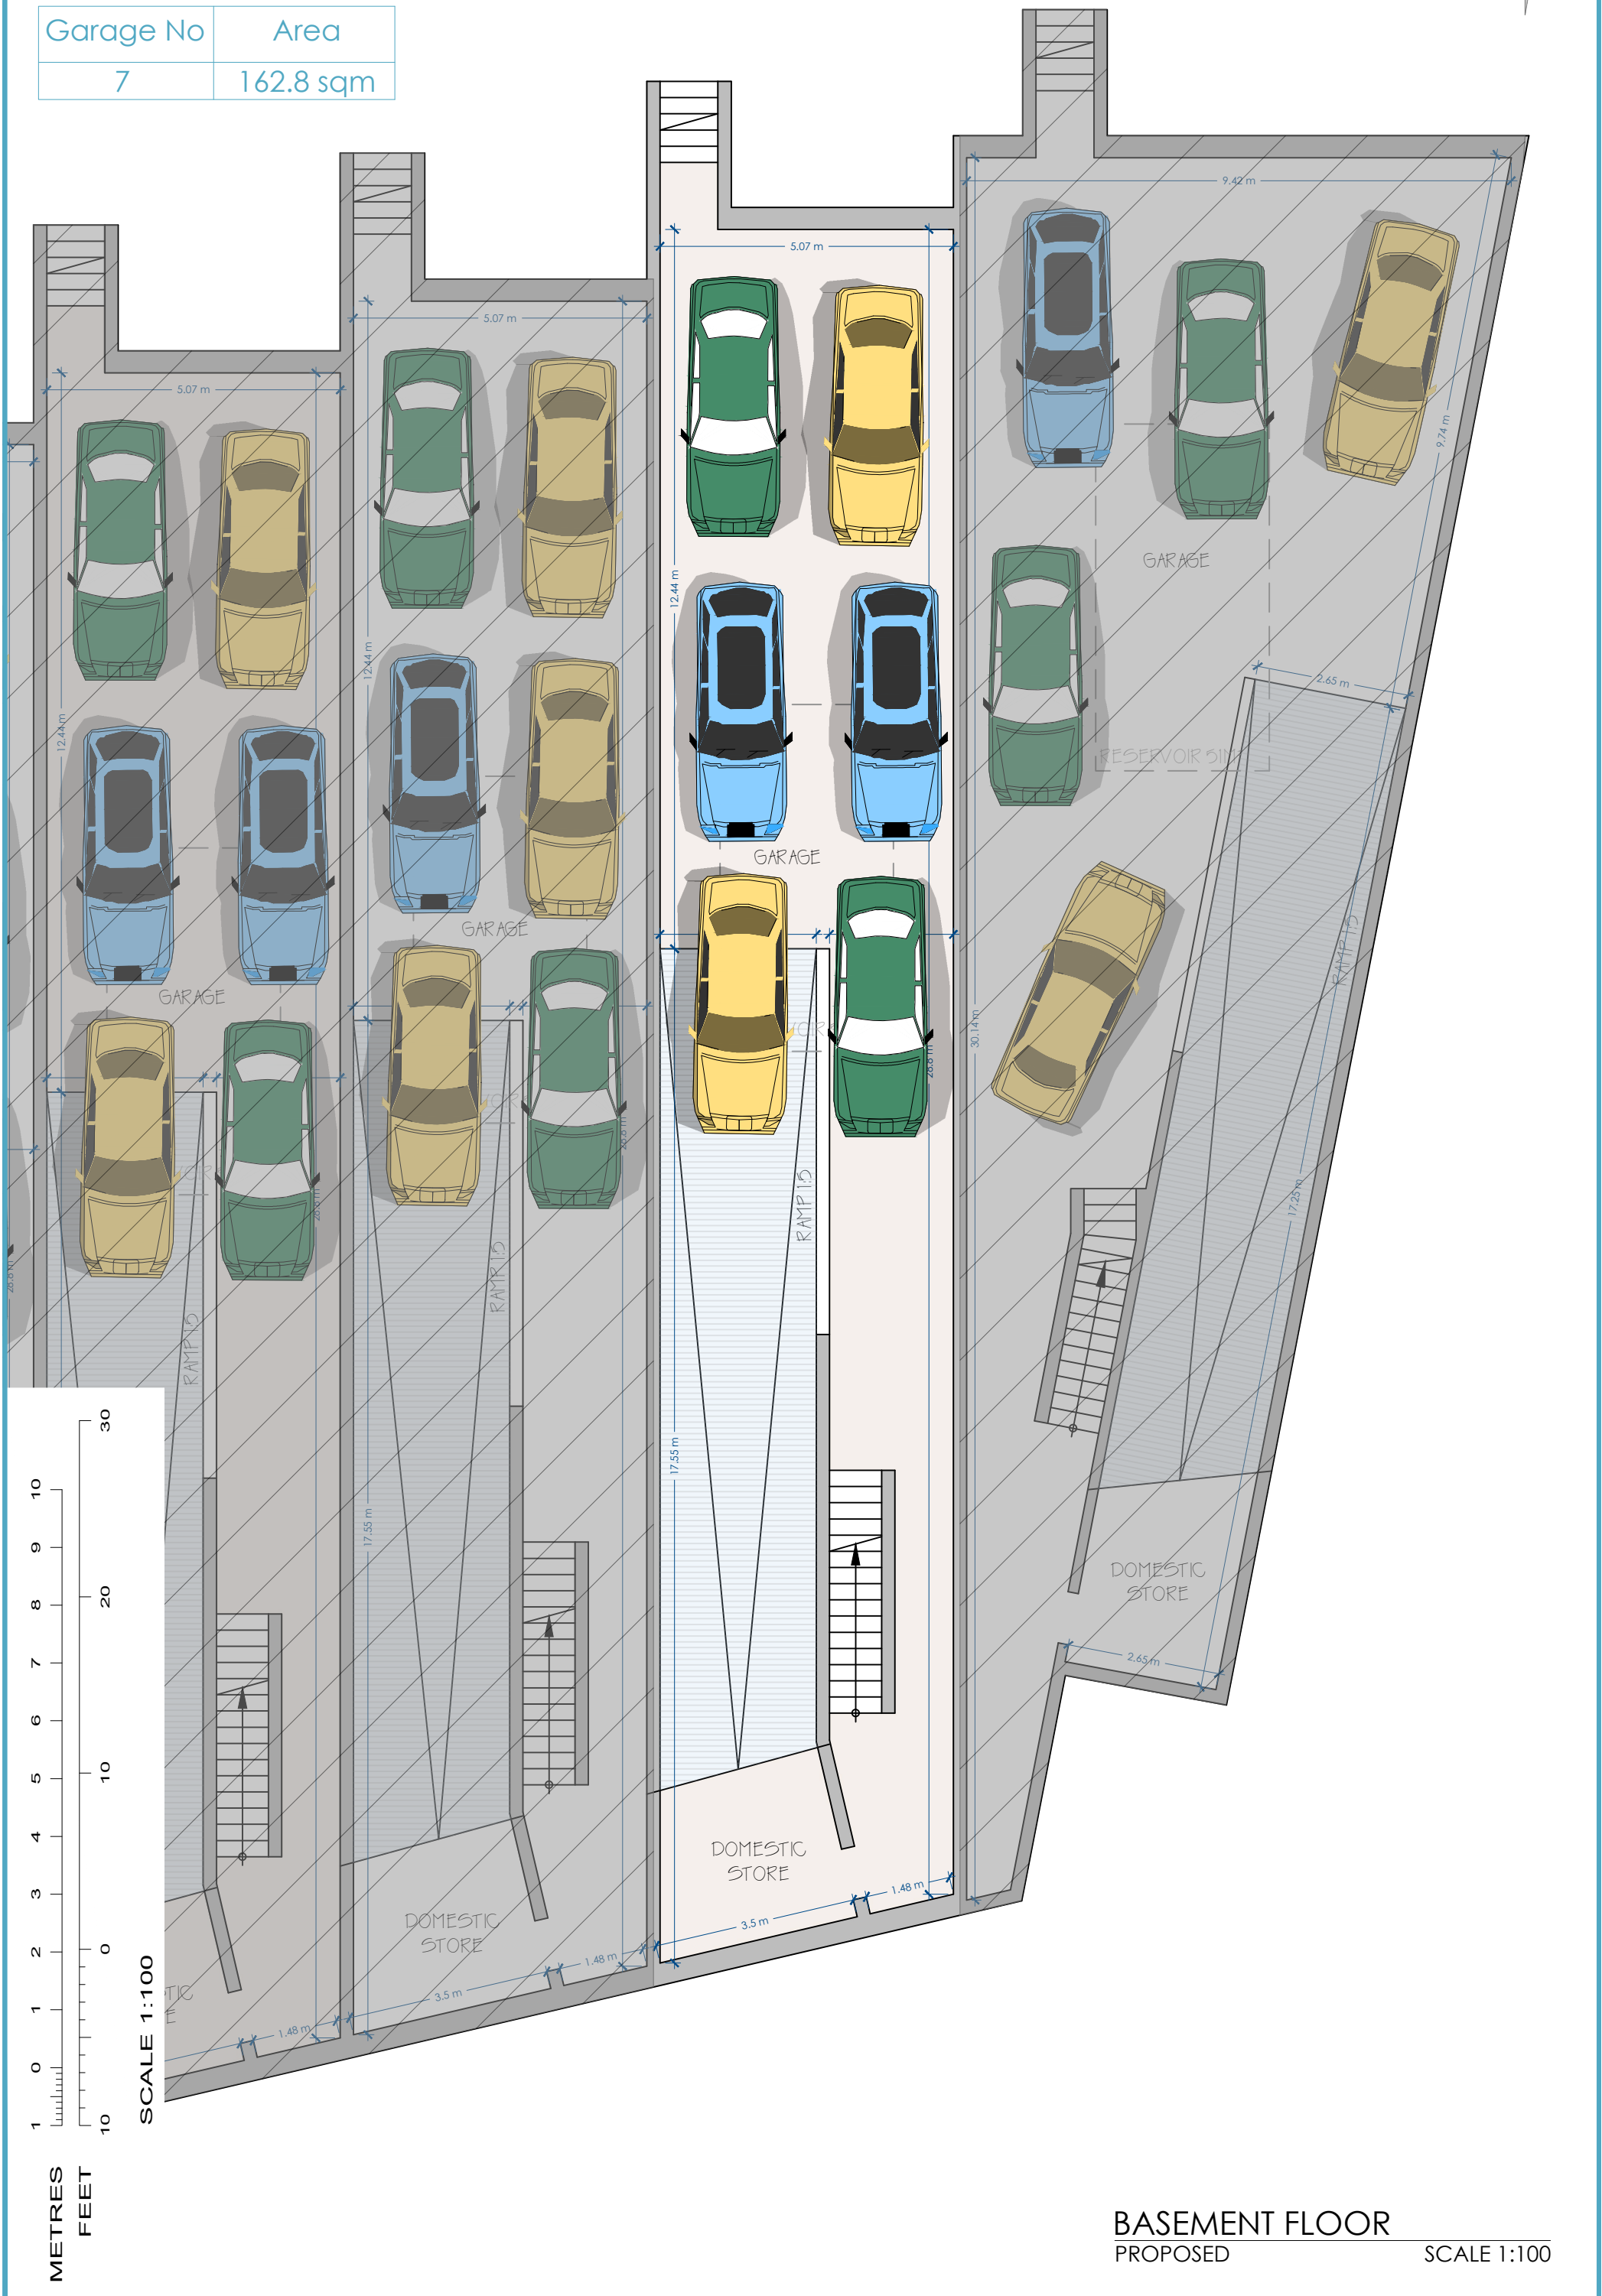 Garage No Area
7 162.8 sqm
9.42 m
5.07 m
5.07 m
5.07 m
9.74 m
12.44 m
12.44 m
12.44 m
GARAGE
2.65 m
RESERVOIR
GARAGE
GARAGE
GARAGE
RAMP 1:5
30.14 m
28.8 m
RAMP 1:5
17.25 m
RAMP 1:5
RAMP 1:5
17.55 m
17.55 m
DOMESTIC
STORE
2.65 m
DOMESTIC
STORE
3.5 m
1.48 m
DOMESTIC
STORE
3.5 m
1.48 m
1.48 m
10 9 8 7 6 5 4 3 2 1 0 1
METRES
30 20 10 0 10
FEET
SCALE 1:100
BASEMENT FLOOR
PROPOSED SCALE 1:100